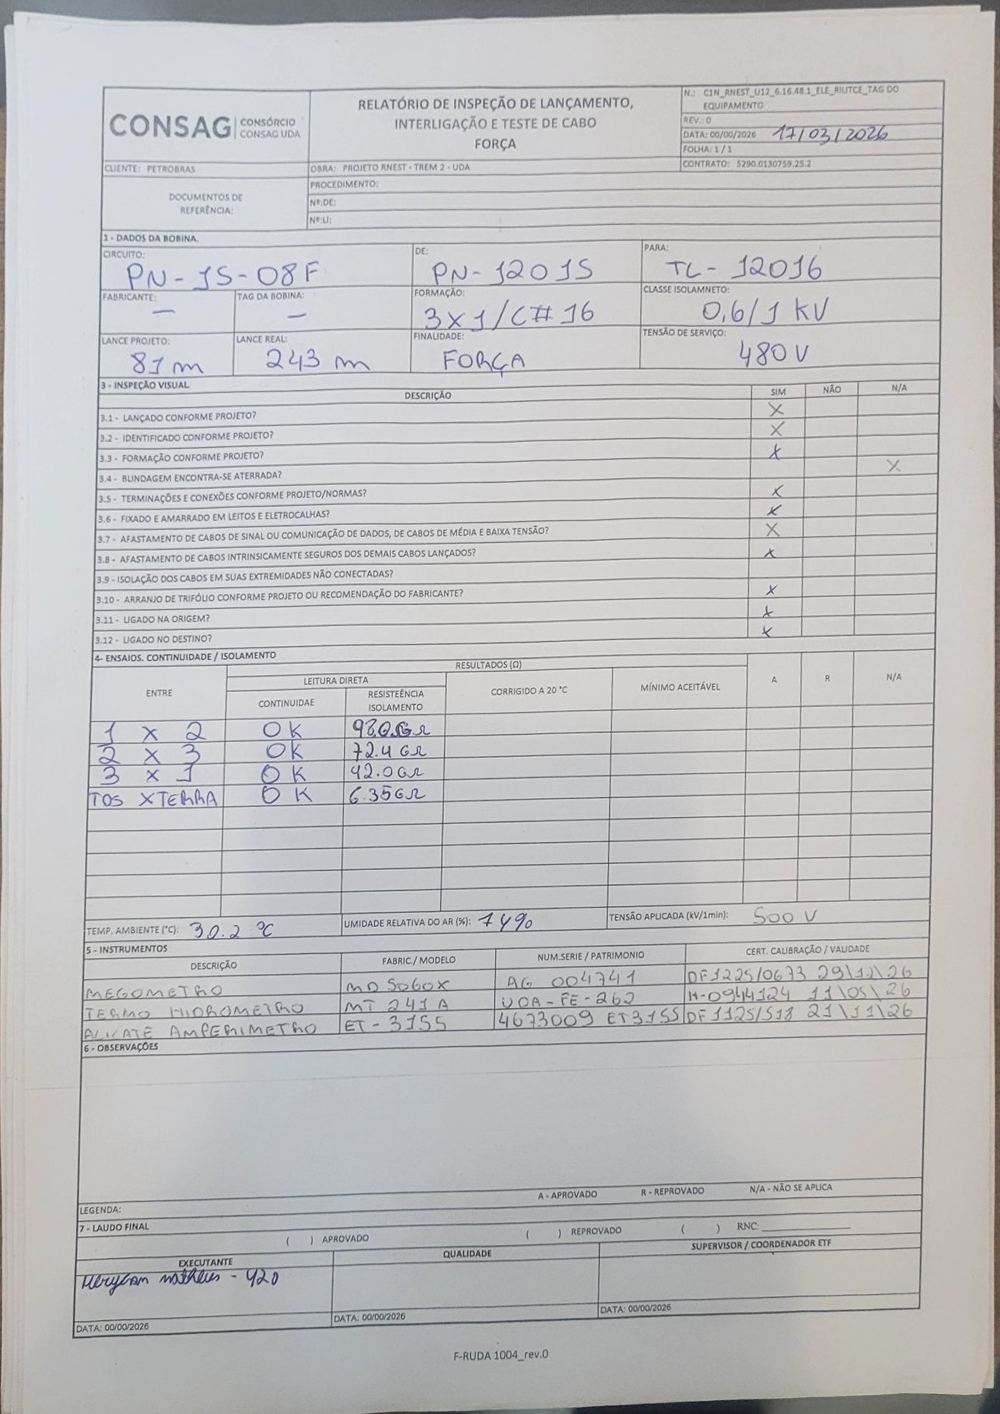 CONSAG CONSÓRCIO CONSAG UDA
RELATÓRIO DE INSPEÇÃO DE LANÇAMENTO,
INTERLIGAÇÃO E TESTE DE CABO
FORÇA
N.: C1N_RNEST_U12_6.16.48.1_ELE_RILITCE_TAG DO
EQUIPAMENTO
REV.: 0
DATA: 00/00/2026 17/03/2026
FOLHA: 1 / 1
CLIENTE: PETROBRAS
OBRA: PROJETO RNEST - TREM 2 - UDA
CONTRATO: 5290.0130759.25.2
DOCUMENTOS DE
REFERÊNCIA:
PROCEDIMENTO:
Nº:DE:
Nº:LI:
1 - DADOS DA BOBINA.
CIRCUITO: DE: PARA:
PN-1S-08F PN-1201S TL-12016
FABRICANTE: TAG DA BOBINA: FORMAÇÃO: CLASSE ISOLAMNETO:
— — 3X1/C#16 0,6/1 KV
LANCE PROJETO: LANCE REAL: FINALIDADE: TENSÃO DE SERVIÇO:
81 m 243 m FORÇA 480 V
3 - INSPEÇÃO VISUAL
DESCRIÇÃO SIM NÃO N/A
3.1 - LANÇADO CONFORME PROJETO? X
3.2 - IDENTIFICADO CONFORME PROJETO? X
3.3 - FORMAÇÃO CONFORME PROJETO? X
3.4 - BLINDAGEM ENCONTRA-SE ATERRADA? X
3.5 - TERMINAÇÕES E CONEXÕES CONFORME PROJETO/NORMAS? X
3.6 - FIXADO E AMARRADO EM LEITOS E ELETROCALHAS? X
3.7 - AFASTAMENTO DE CABOS DE SINAL OU COMUNICAÇÃO DE DADOS, DE CABOS DE MÉDIA E BAIXA TENSÃO? X
3.8 - AFASTAMENTO DE CABOS INTRINSICAMENTE SEGUROS DOS DEMAIS CABOS LANÇADOS? X
3.9 - ISOLAÇÃO DOS CABOS EM SUAS EXTREMIDADES NÃO CONECTADAS?
3.10 - ARRANJO DE TRIFÓLIO CONFORME PROJETO OU RECOMENDAÇÃO DO FABRICANTE? X
3.11 - LIGADO NA ORIGEM? X
3.12 - LIGADO NO DESTINO? X
4- ENSAIOS. CONTINUIDADE / ISOLAMENTO
RESULTADOS (Ω)
ENTRE LEITURA DIRETA CORRIGIDO A 20 °C MÍNIMO ACEITÁVEL A R N/A
CONTINUIDAE RESISTEÊNCIA
ISOLAMENTO
1 X 2 OK
2 X 3 OK 72.4GΩ
3 X 1 OK 42.0GΩ
TOS XTERRA OK 6.35GΩ
TEMP. AMBIENTE (°C): 30.2 °C UMIDADE RELATIVA DO AR (%): 74% TENSÃO APLICADA (kV/1min): 500 V
5 - INSTRUMENTOS
DESCRIÇÃO FABRIC./ MODELO NUM.SERIE / PATRIMONIO CERT. CALIBRAÇÃO / VALIDADE
MEGOMETRO MD5060X AG 004741 DF1225/0673 29\12\26
TERMO HIDROMETRO MT 241A UDA-FE-262 H-0944124 11\05\26
ALICATE AMPERIMETRO ET-3155 4673009 ET3155 DF1125/518 21\11\26
6 - OBSERVAÇÕES
LEGENDA: A - APROVADO R - REPROVADO N/A - NÃO SE APLICA
7 - LAUDO FINAL
( ) APROVADO ( ) REPROVADO ( ) RNC
EXECUTANTE QUALIDADE SUPERVISOR / COORDENADOR ETF
matheus - 420
DATA: 00/00/2026 DATA: 00/00/2026 DATA: 00/00/2026
F-RUDA 1004_rev.0